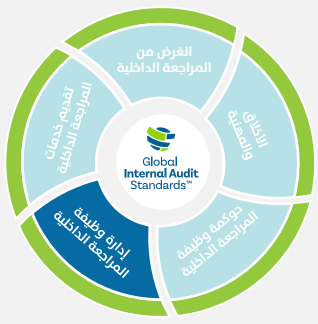 الغرض من
المراجعة الداخلية
الأخلاق
والمهنية
حوكمة وظيفة
المراجعة الداخلية
إدارة وظيفة
المراجعة الداخلية
تقديم خدمات
المراجعة الداخلية
Global
Internal Audit
Standards™